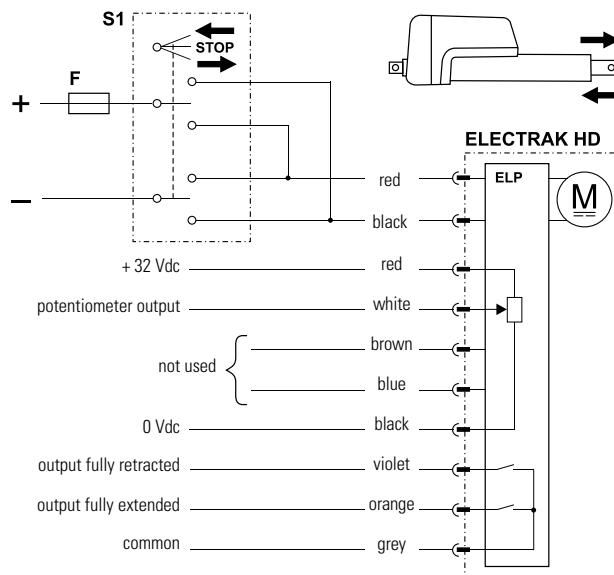 S1
STOP
F
+
–
ELECTRAK HD
ELP
M
red
black
+ 32 Vdc red
potentiometer output white
brown
not used
blue
0 Vdc black
output fully retracted violet
output fully extended orange
common grey